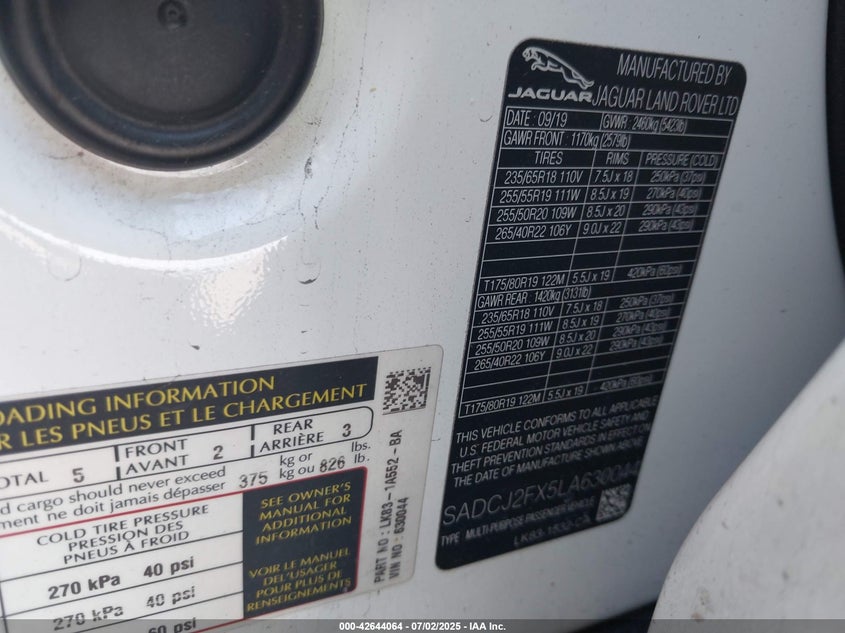 JAGUAR
MANUFACTURED BY
JAGUAR LAND ROVER LTD
DATE : 09/19 GVWR : 2460kg (5423lb)
GAWR FRONT : 1170kg (2579lb)
TIRES RIMS PRESSURE (COLD)
235/65R18 110V 7.5J x 18 250kPa (37psi)
255/55R19 111W 8.5J x 19 270kPa (40psi)
255/50R20 109W 8.5J x 20 290kPa (43psi)
265/40R22 106Y 9.0J x 22 290kPa (43psi)
T175/80R19 122M 5.5J x 19 420kPa (60psi)
GAWR REAR : 1420kg (3131lb)
235/65R18 110V 7.5J x 18 250kPa (37psi)
255/55R19 111W 8.5J x 19 270kPa (40psi)
255/50R20 109W 8.5J x 20 290kPa (43psi)
265/40R22 106Y 9.0J x 22 290kPa (43psi)
T175/80R19 122M 5.5J x 19 420kPa (60psi)
THIS VEHICLE CONFORMS TO ALL APPLICABLE
U.S. FEDERAL MOTOR VEHICLE SAFETY AND
THEFT PREVENTION STANDARDS IN EFFECT ON
THE DATE OF MANUFACTURE SHOWN ABOVE.
SADCJ2FX5LA630044
TYPE : MULTI-PURPOSE PASSENGER VEHICLE
OADING INFORMATION
R LES PNEUS ET LE CHARGEMENT
OTAL 5 FRONT AVANT 2 REAR ARRIÈRE 3
d cargo should never exceed 375 kg or 826 lbs.
ment ne doit jamais dépasser kg ou lb.
COLD TIRE PRESSURE
PRESSION DES
PNEUS À FROID
270 kPa 40 psi
270 kPa 40 psi
60 psi
SEE OWNER'S
MANUAL FOR
ADDITIONAL
INFORMATION
VOIR LE MANUEL
DE L'USAGER
POUR PLUS DE
RENSEIGNEMENTS
PART NO : LK83-1A552-BA
VIN NO : 630044
000-42644064 - 07/02/2025 - IAA Inc.